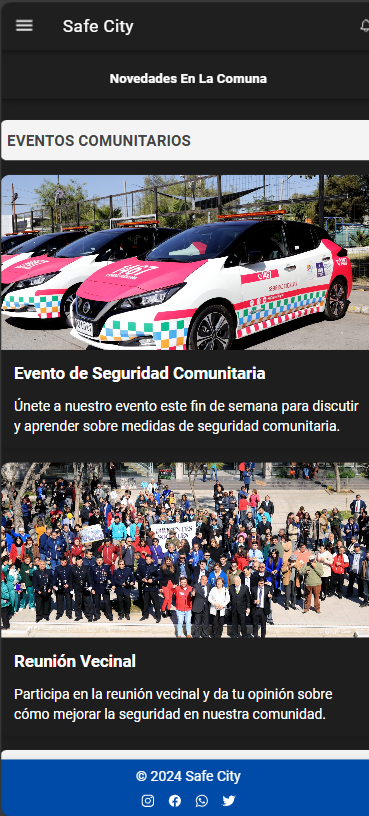 Safe City
Novedades En La Comuna
EVENTOS COMUNITARIOS
1467
Evento de Seguridad Comunitaria
Únete a nuestro evento este fin de semana para discutir
y aprender sobre medidas de seguridad comunitaria.
Reunión Vecinal
Participa en la reunión vecinal y da tu opinión sobre
cómo mejorar la seguridad en nuestra comunidad.
© 2024 Safe City